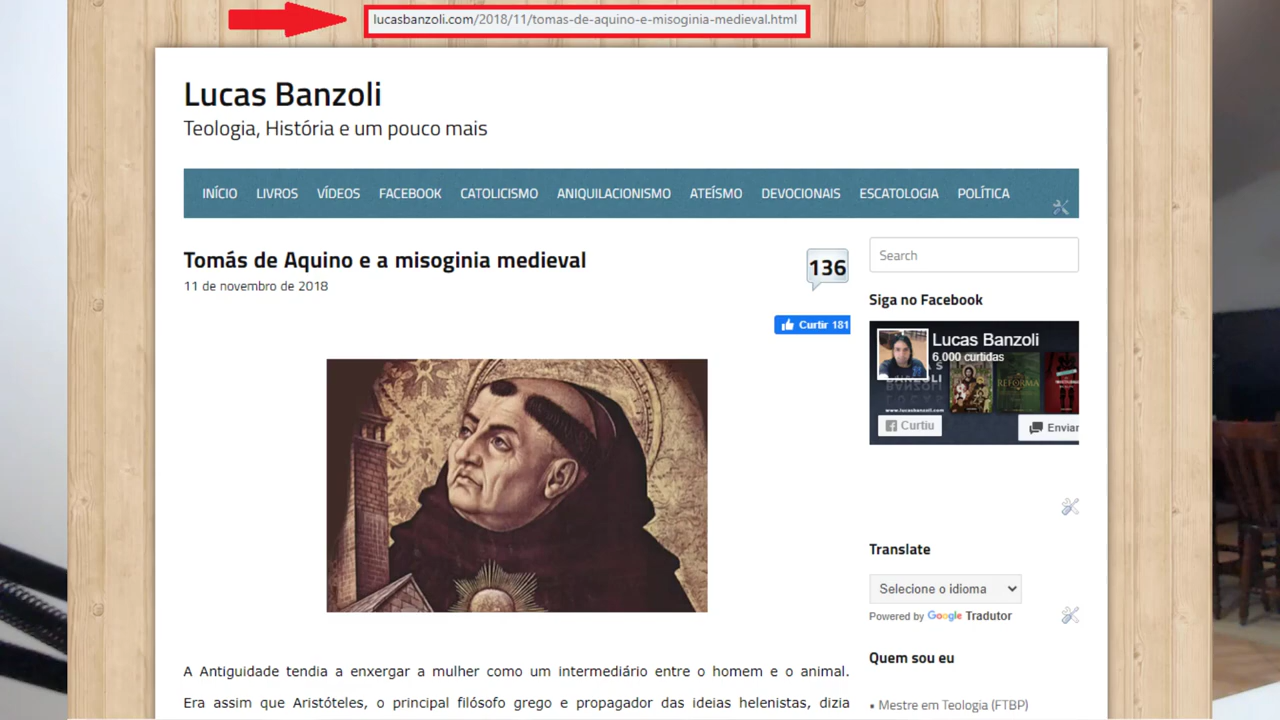 lucasbanzoli.com/2018/11/tomas-de-aquino-e-misoginia-medieval.html
Lucas Banzoli
Teologia, História e um pouco mais
INÍCIO LIVROS VÍDEOS FACEBOOK CATOLICISMO ANIQUILACIONISMO ATEÍSMO DEVOCIONAIS ESCATOLOGIA POLÍTICA
Tomás de Aquino e a misoginia medieval
136
11 de novembro de 2018
Curtir 181
A Antiguidade tendia a enxergar a mulher como um intermediário entre o homem e o animal.
Era assim que Aristóteles, o principal filósofo grego e propagador das ideias helenistas, dizia
Search
Siga no Facebook
Lucas Banzoli
6.000 curtidas
REFORMA
www.lucasbanzoli.com
Curtiu
Enviar
Translate
Selecione o idioma
Powered by Google Tradutor
Quem sou eu
• Mestre em Teologia (FTBP)